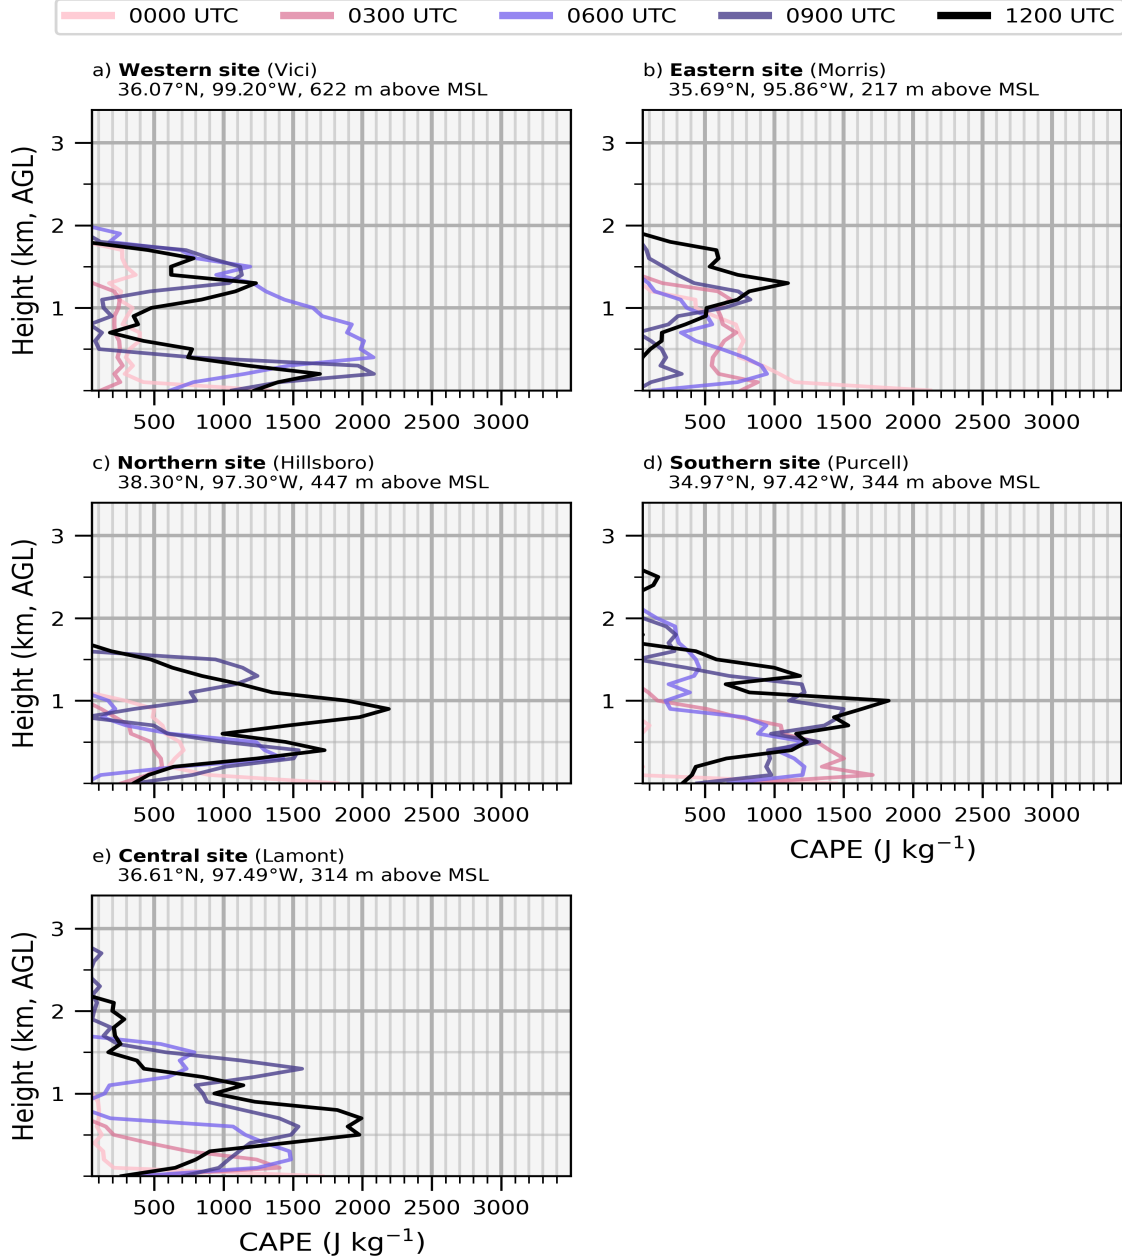 0000 UTC 0300 UTC 0600 UTC 0900 UTC 1200 UTC
a) Western site (Vici)
36.07°N, 99.20°W, 622 m above MSL
b) Eastern site (Morris)
35.69°N, 95.86°W, 217 m above MSL
Height (km, AGL)
3
2
1
500 1000 1500 2000 2500 3000
3
2
1
500 1000 1500 2000 2500 3000
c) Northern site (Hillsboro)
38.30°N, 97.30°W, 447 m above MSL
d) Southern site (Purcell)
34.97°N, 97.42°W, 344 m above MSL
Height (km, AGL)
3
2
1
500 1000 1500 2000 2500 3000
3
2
1
500 1000 1500 2000 2500 3000
CAPE (J kg⁻¹)
e) Central site (Lamont)
36.61°N, 97.49°W, 314 m above MSL
Height (km, AGL)
3
2
1
500 1000 1500 2000 2500 3000
CAPE (J kg⁻¹)